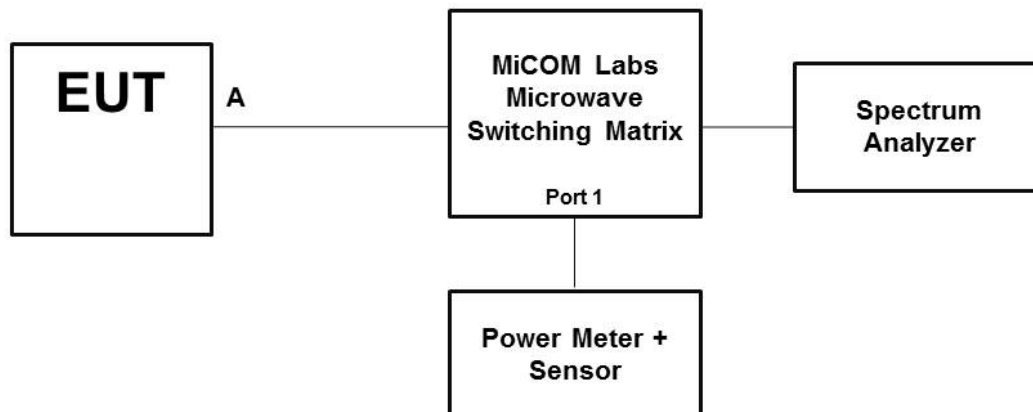 EUT
A
MiCOM Labs
Microwave
Switching Matrix
Port 1
Spectrum
Analyzer
Power Meter +
Sensor